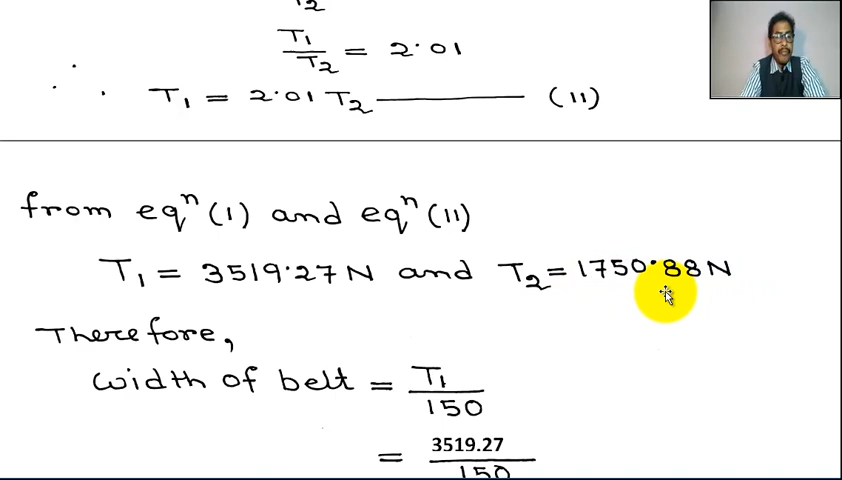 T2
T1/T2 = 2.01
∴ T1 = 2.01 T2 ——— (11)
from eqn (1) and eqn (11)
T1 = 3519.27 N and T2 = 1750.88 N
Therefore,
width of belt = T1/150
= 3519.27/150